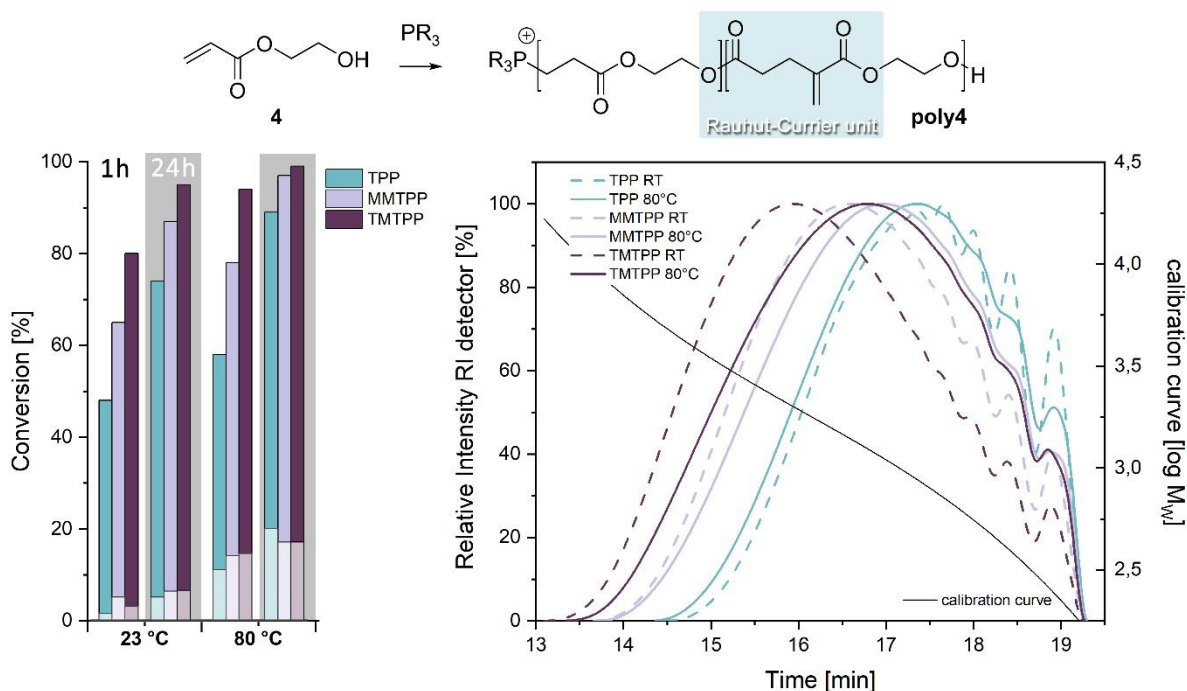 O
O
OH
4
PR3
⊕
R3P
O
O
O
O
O
O
O
H
Rauhut-Currier unit
poly4
Conversion [%]
100
80
60
40
20
0
1h
24h
23 °C
80 °C
TPP
MMTPP
TMTPP
Relative Intensity RI detector [%]
100
80
60
40
20
0
TPP RT
TPP 80°C
MMTPP RT
MMTPP 80°C
TMTPP RT
TMTPP 80°C
calibration curve
13 14 15 16 17 18 19
Time [min]
4,5
4,0
3,5
3,0
2,5
calibration curve [log MW]